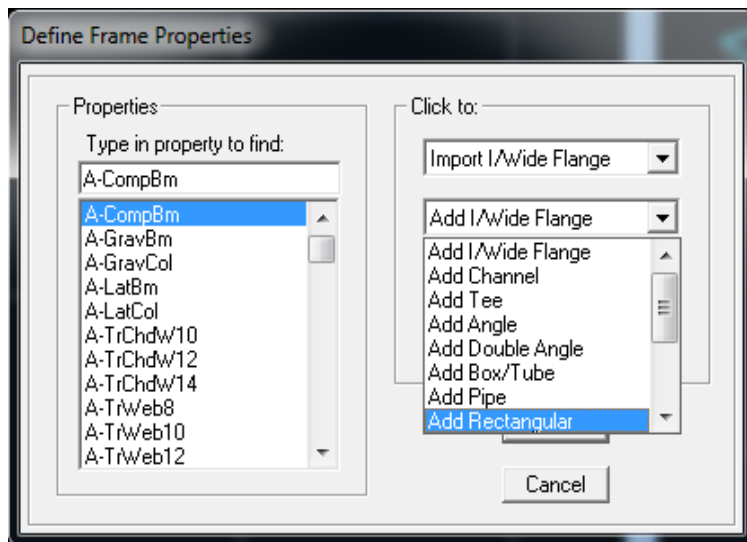 Define Frame Properties
Properties
Type in property to find:
A-CompBm
A-CompBm
A-GravBm
A-GravCol
A-LatBm
A-LatCol
A-TrChdW10
A-TrChdW12
A-TrChdW14
A-TrWeb8
A-TrWeb10
A-TrWeb12
Click to:
Import I/Wide Flange
Add I/Wide Flange
Add I/Wide Flange
Add Channel
Add Tee
Add Angle
Add Double Angle
Add Box/Tube
Add Pipe
Add Rectangular
Cancel